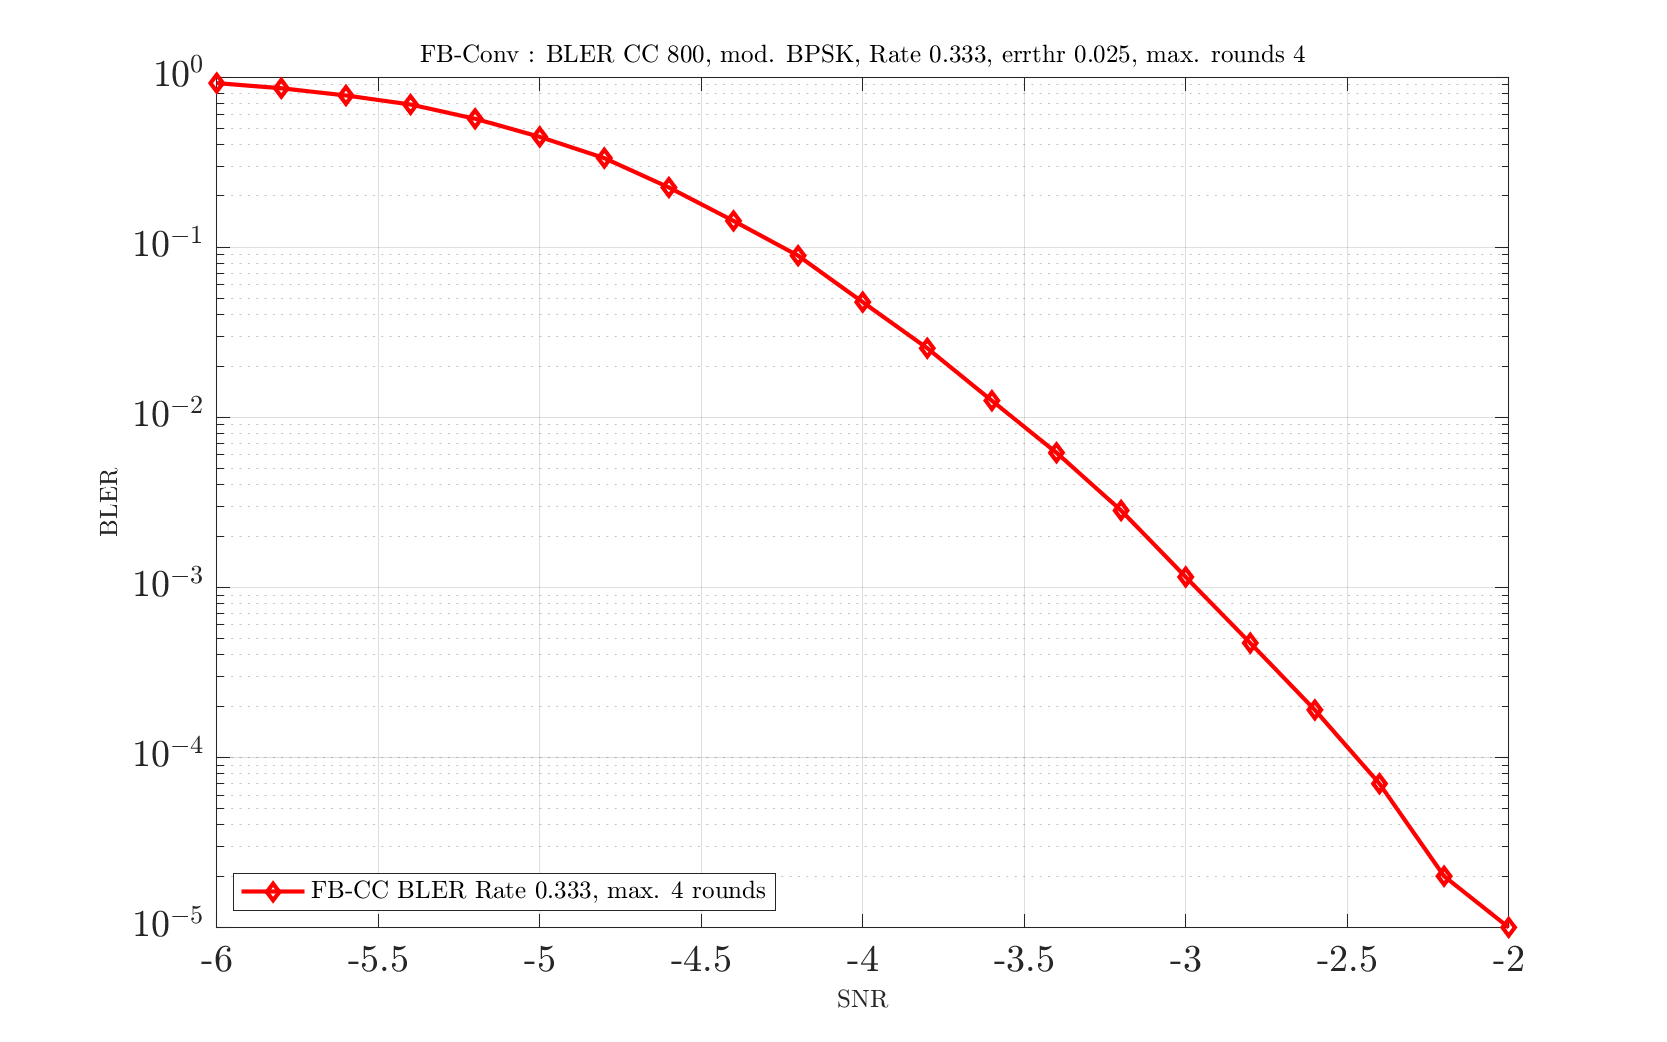 FB-Conv : BLER CC 800, mod. BPSK, Rate 0.333, errthr 0.025, max. rounds 4
10^0
10^-1
10^-2
10^-3
10^-4
10^-5
BLER
FB-CC BLER Rate 0.333, max. 4 rounds
-6 -5.5 -5 -4.5 -4 -3.5 -3 -2.5 -2
SNR